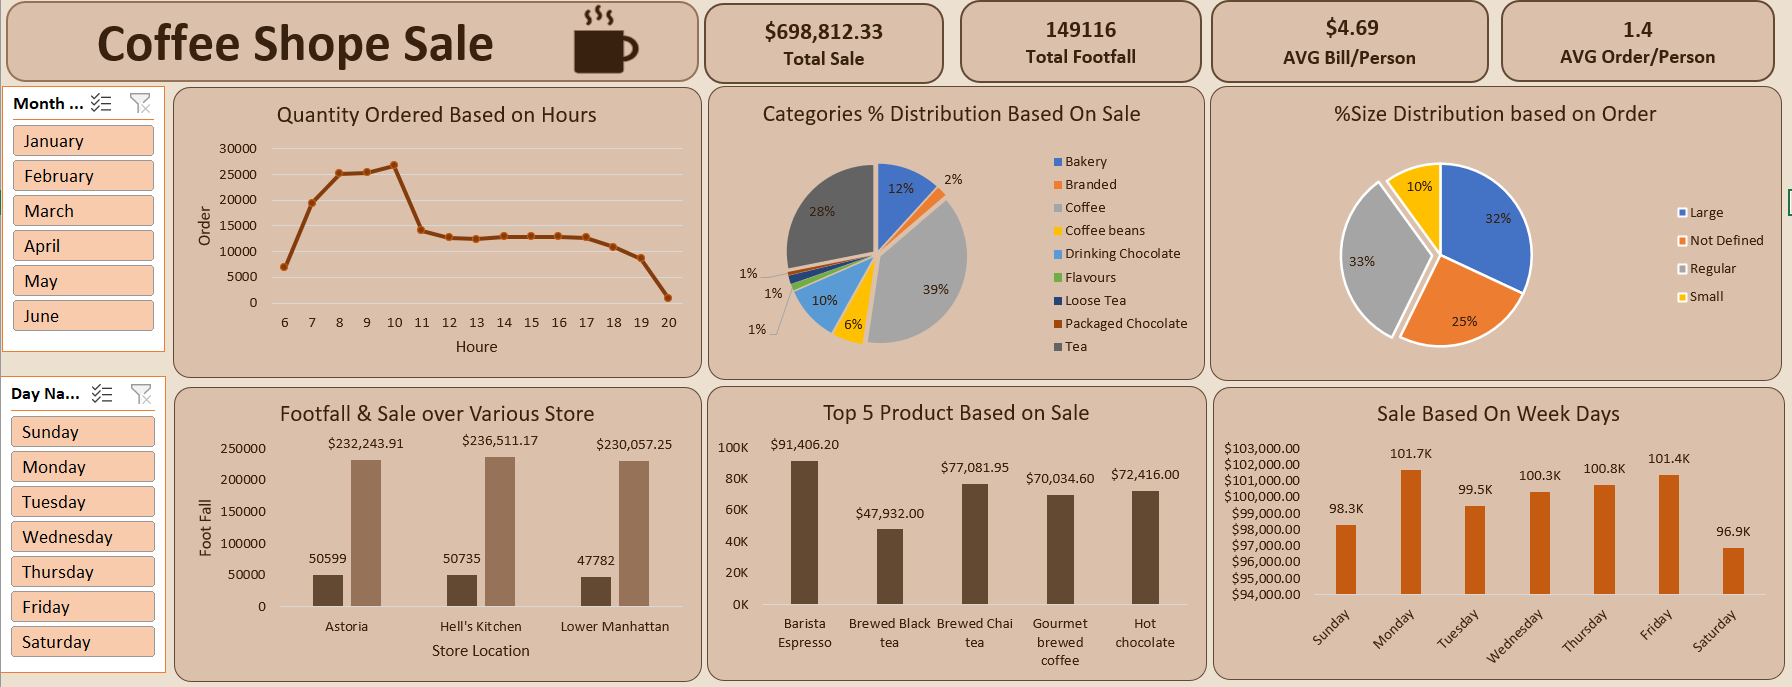 Coffee Shope Sale
$698,812.33
Total Sale
149116
Total Footfall
$4.69
AVG Bill/Person
1.4
AVG Order/Person
Month ...
January
February
March
April
May
June
Day Na...
Sunday
Monday
Tuesday
Wednesday
Thursday
Friday
Saturday
Quantity Ordered Based on Hours
30000
25000
20000
15000
10000
5000
0
Order
6 7 8 9 10 11 12 13 14 15 16 17 18 19 20
Houre
Categories % Distribution Based On Sale
12%
2%
39%
6%
10%
1%
1%
1%
28%
Bakery
Branded
Coffee
Coffee beans
Drinking Chocolate
Flavours
Loose Tea
Packaged Chocolate
Tea
%Size Distribution based on Order
32%
25%
33%
10%
Large
Not Defined
Regular
Small
Footfall & Sale over Various Store
250000
200000
150000
100000
50000
0
Foot Fall
$232,243.91 $236,511.17 $230,057.25
50599 50735 47782
Astoria Hell's Kitchen Lower Manhattan
Store Location
Top 5 Product Based on Sale
100K
80K
60K
40K
20K
0K
$91,406.20
$47,932.00
$77,081.95
$70,034.60
$72,416.00
Barista
Espresso
Brewed Black
tea
Brewed Chai
tea
Gourmet
brewed
coffee
Hot
chocolate
Sale Based On Week Days
$103,000.00
$102,000.00
$101,000.00
$100,000.00
$99,000.00
$98,000.00
$97,000.00
$96,000.00
$95,000.00
$94,000.00
98.3K
101.7K
99.5K
100.3K
100.8K
101.4K
96.9K
Sunday
Monday
Tuesday
Wednesday
Thursday
Friday
Saturday